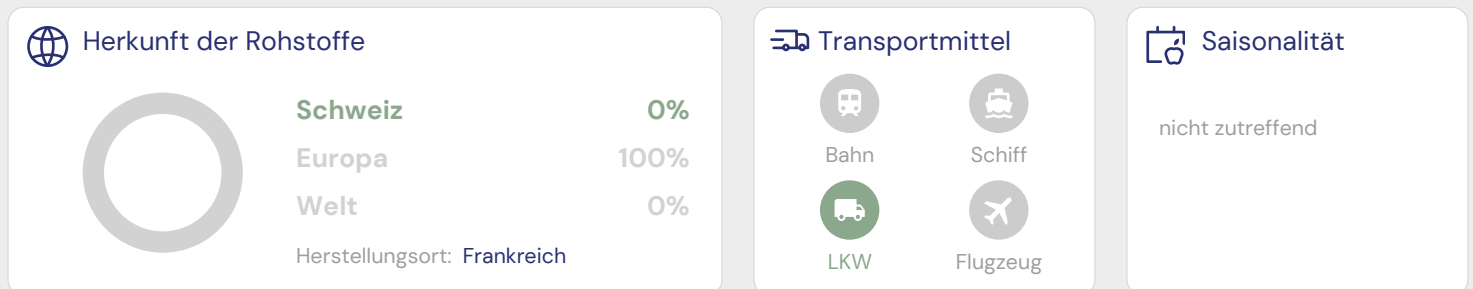 Herkunft der Rohstoffe
Schweiz 0%
Europa 100%
Welt 0%
Herstellungsort: Frankreich
Transportmittel
Bahn
Schiff
LKW
Flugzeug
Saisonalität
nicht zutreffend